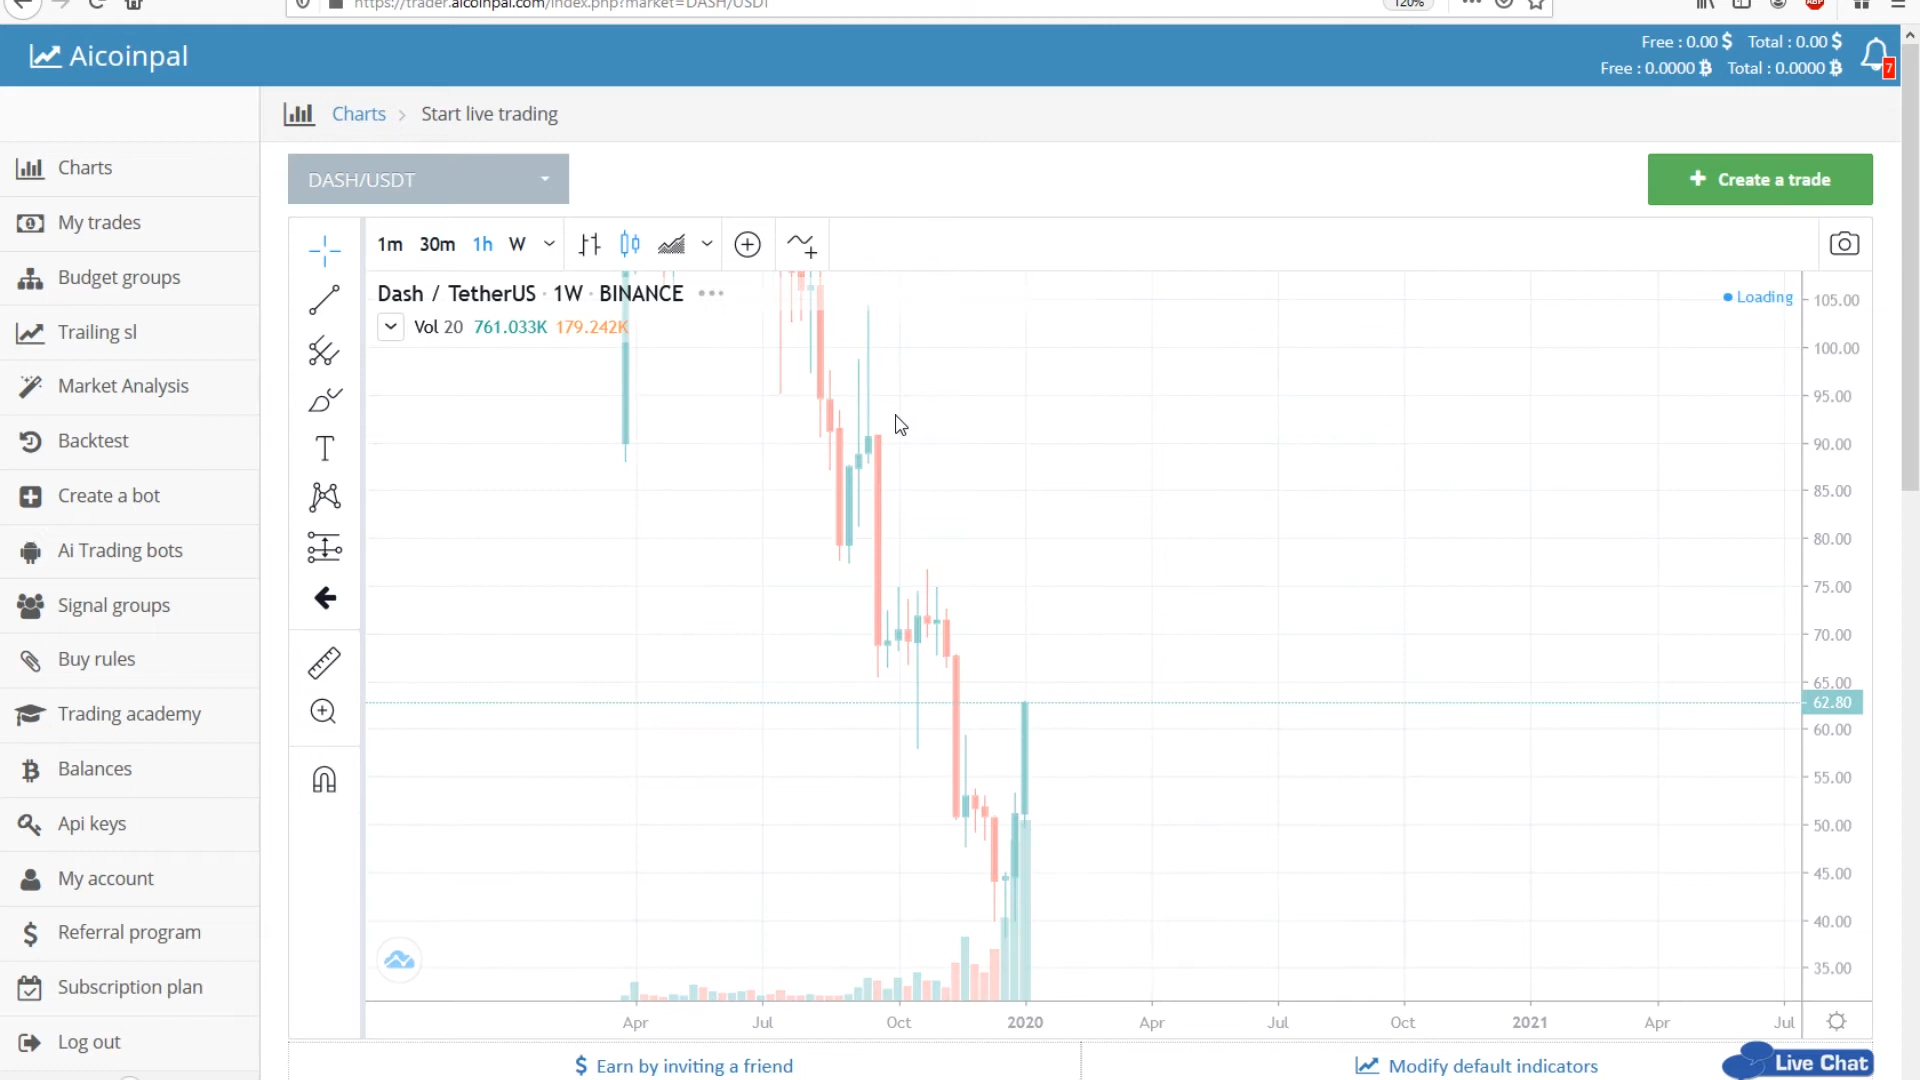 https://trader.aicoinpal.com/index.php?market=DASH/USDT
120%
ABP
Aicoinpal
Free : 0.00 $ Total : 0.00 $
Free : 0.0000 ₿ Total : 0.0000 ₿
7
Charts > Start live trading
DASH/USDT
+ Create a trade
Charts
My trades
Budget groups
Trailing sl
Market Analysis
Backtest
Create a bot
Ai Trading bots
Signal groups
Buy rules
Trading academy
Balances
Api keys
My account
Referral program
Subscription plan
Log out
1m 30m 1h W
Dash / TetherUS · 1W · BINANCE
Vol 20 761.033K 179.242K
Loading
105.00
100.00
95.00
90.00
85.00
80.00
75.00
70.00
65.00
62.80
60.00
55.00
50.00
45.00
40.00
35.00
Apr Jul Oct 2020 Apr Jul Oct 2021 Apr Jul
$ Earn by inviting a friend
Modify default indicators
Live Chat